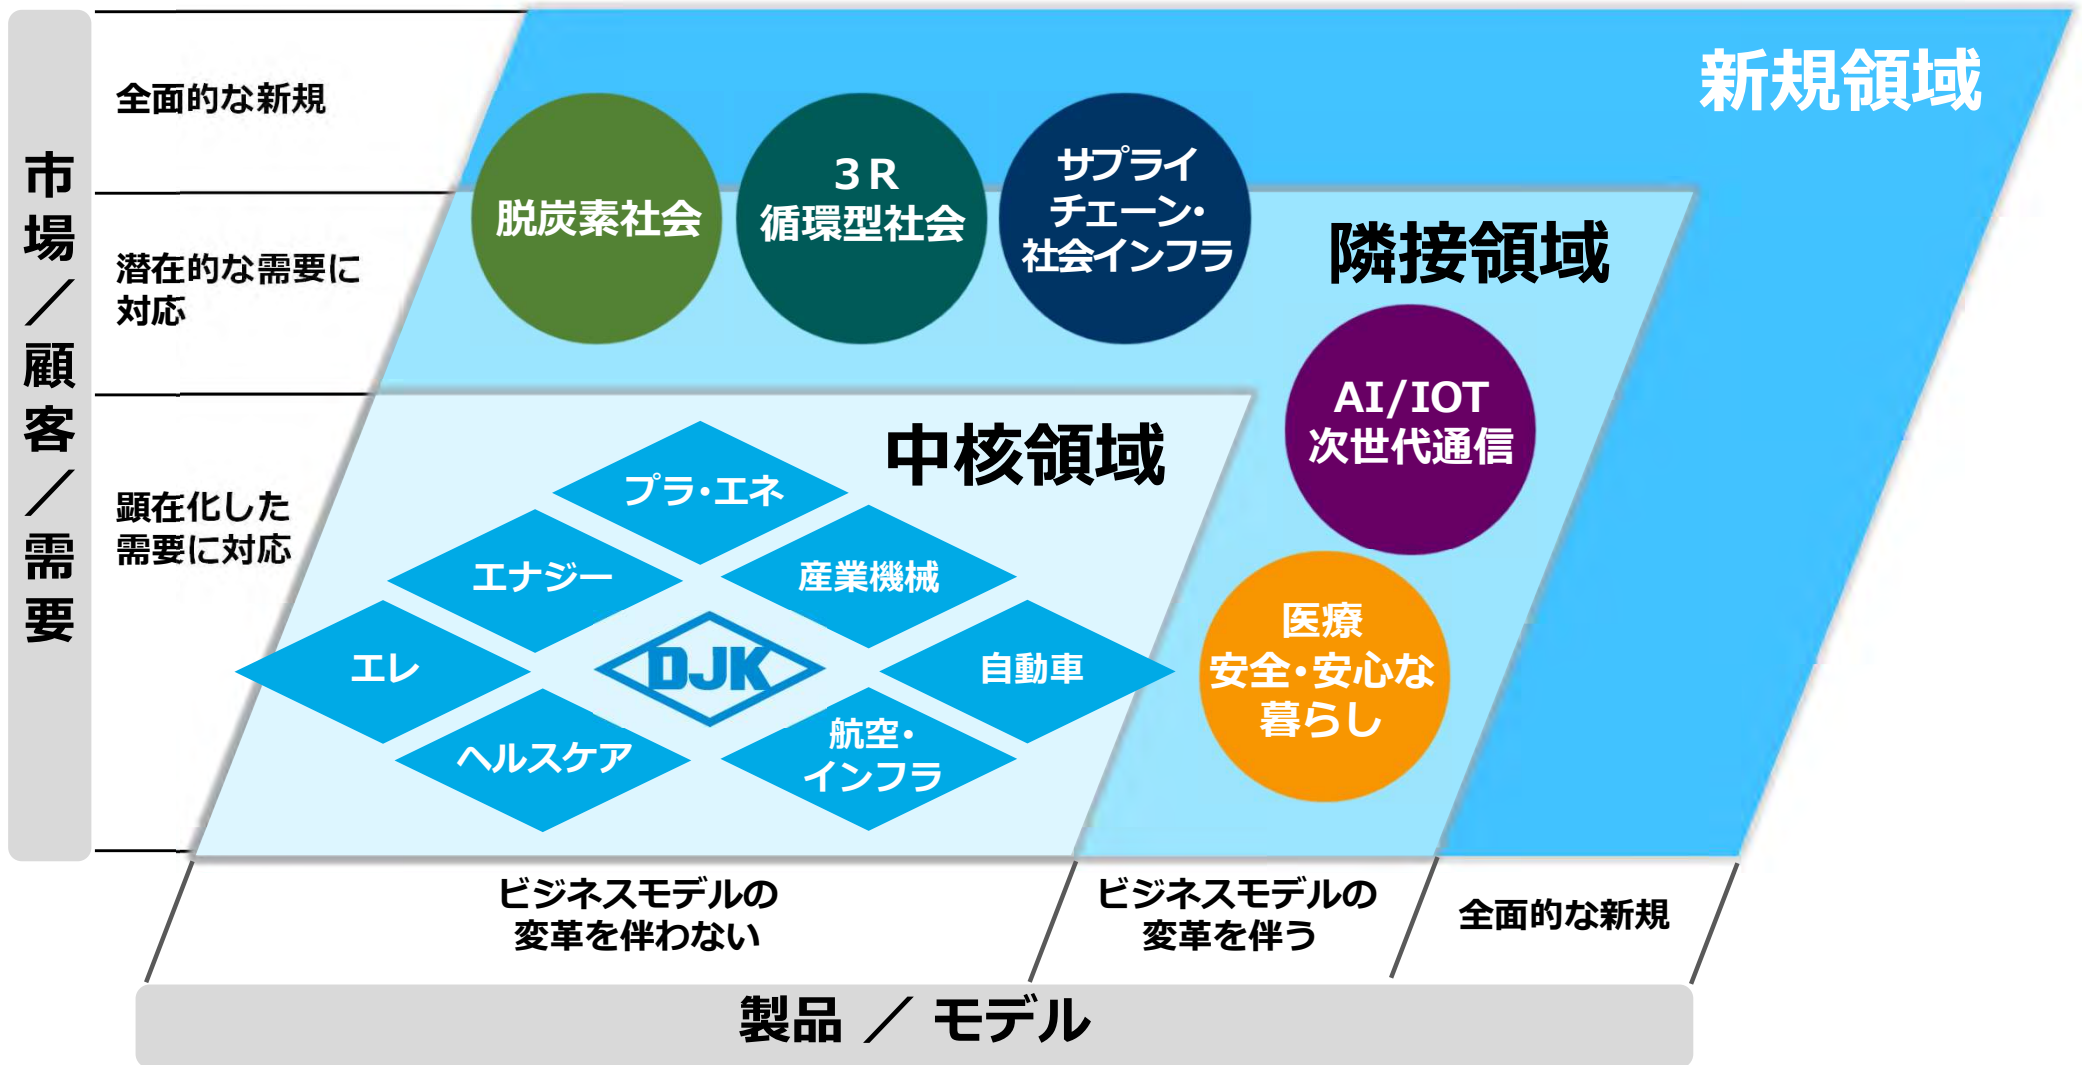 市場／顧客／需要
全面的な新規
潜在的な需要に
対応
顕在化した
需要に対応
新規領域
隣接領域
中核領域
脱炭素社会
３Ｒ
循環型社会
サプライ
チェーン・
社会インフラ
AI/IOT
次世代通信
医療
安全・安心な
暮らし
プラ・エネ
エナジー
産業機械
エレ
DJK
自動車
ヘルスケア
航空・
インフラ
ビジネスモデルの
変革を伴わない
ビジネスモデルの
変革を伴う
全面的な新規
製品 ／ モデル